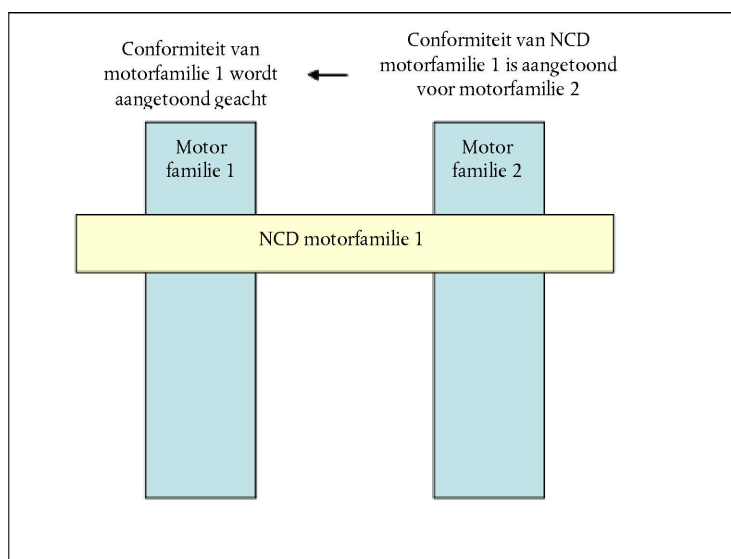 Conformiteit van
motorfamilie 1 wordt
aangetoond geacht
Conformiteit van NCD
motorfamilie 1 is aangetoond
voor motorfamilie 2
Motor
familie 1
Motor
familie 2
NCD motorfamilie 1